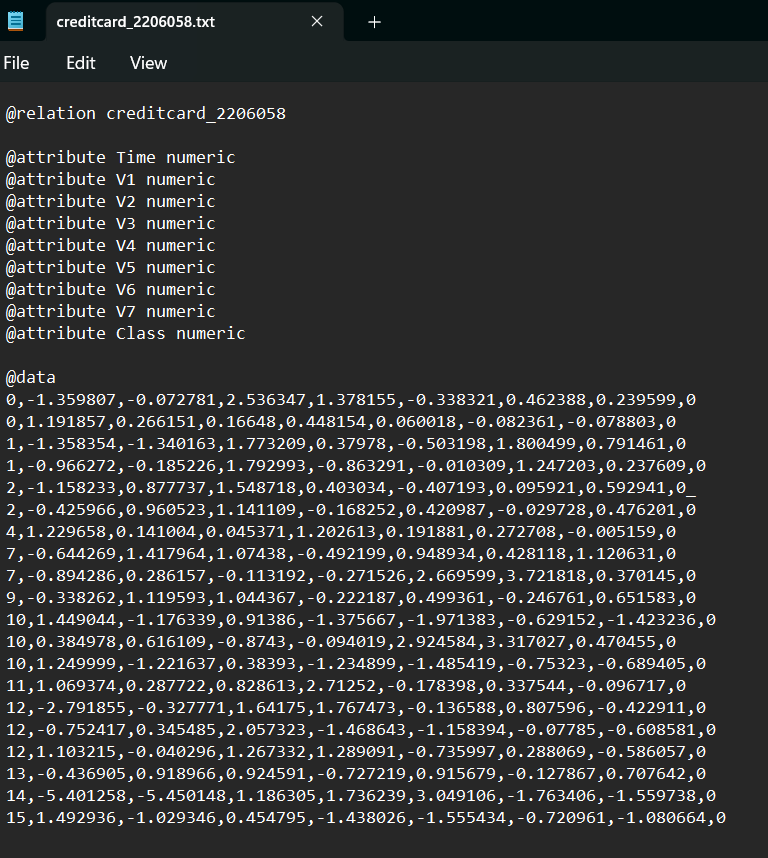 creditcard_2206058.txt
File Edit View
@relation creditcard_2206058
@attribute Time numeric
@attribute V1 numeric
@attribute V2 numeric
@attribute V3 numeric
@attribute V4 numeric
@attribute V5 numeric
@attribute V6 numeric
@attribute V7 numeric
@attribute Class numeric
@data
0,-1.359807,-0.072781,2.536347,1.378155,-0.338321,0.462388,0.239599,0
0,1.191857,0.266151,0.16648,0.448154,0.060018,-0.082361,-0.078803,0
1,-1.358354,-1.340163,1.773209,0.37978,-0.503198,1.800499,0.791461,0
1,-0.966272,-0.185226,1.792993,-0.863291,-0.010309,1.247203,0.237609,0
2,-1.158233,0.877737,1.548718,0.403034,-0.407193,0.095921,0.592941,0_
2,-0.425966,0.960523,1.141109,-0.168252,0.420987,-0.029728,0.476201,0
4,1.229658,0.141004,0.045371,1.202613,0.191881,0.272708,-0.005159,0
7,-0.644269,1.417964,1.07438,-0.492199,0.948934,0.428118,1.120631,0
7,-0.894286,0.286157,-0.113192,-0.271526,2.669599,3.721818,0.370145,0
9,-0.338262,1.119593,1.044367,-0.222187,0.499361,-0.246761,0.651583,0
10,1.449044,-1.176339,0.91386,-1.375667,-1.971383,-0.629152,-1.423236,0
10,0.384978,0.616109,-0.8743,-0.094019,2.924584,3.317027,0.470455,0
10,1.249999,-1.221637,0.38393,-1.234899,-1.485419,-0.75323,-0.689405,0
11,1.069374,0.287722,0.828613,2.71252,-0.178398,0.337544,-0.096717,0
12,-2.791855,-0.327771,1.64175,1.767473,-0.136588,0.807596,-0.422911,0
12,-0.752417,0.345485,2.057323,-1.468643,-1.158394,-0.07785,-0.608581,0
12,1.103215,-0.040296,1.267332,1.289091,-0.735997,0.288069,-0.586057,0
13,-0.436905,0.918966,0.924591,-0.727219,0.915679,-0.127867,0.707642,0
14,-5.401258,-5.450148,1.186305,1.736239,3.049106,-1.763406,-1.559738,0
15,1.492936,-1.029346,0.454795,-1.438026,-1.555434,-0.720961,-1.080664,0